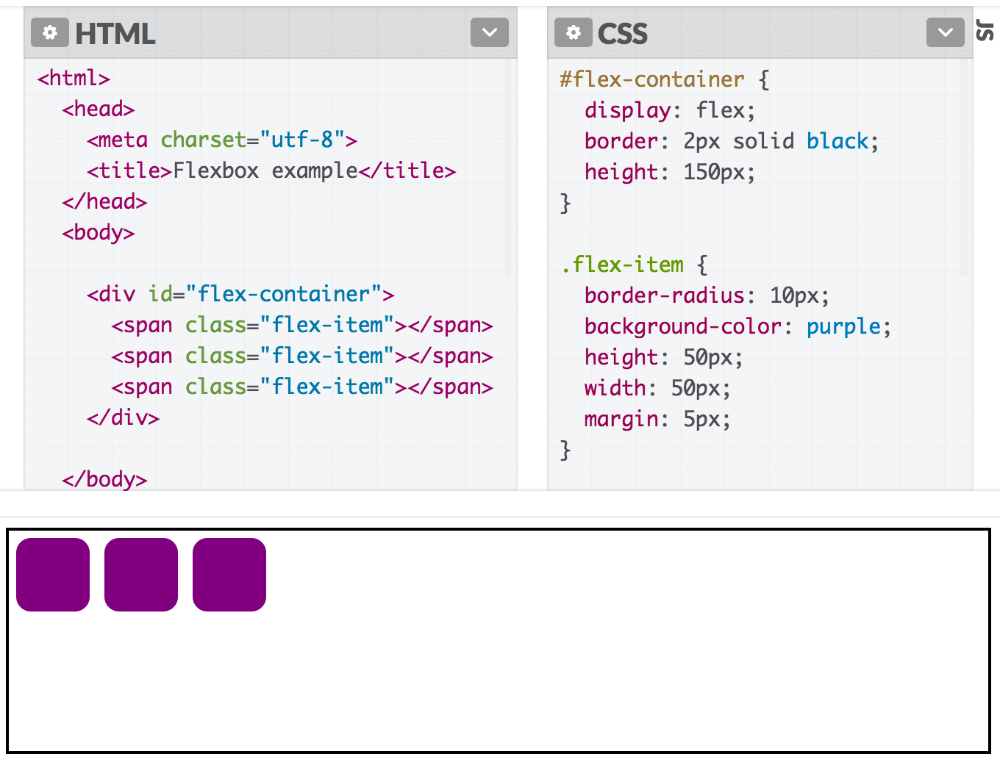 HTML
<html>
<head>
<meta charset="utf-8">
<title>Flexbox example</title>
</head>
<body>
<div id="flex-container">
<span class="flex-item"></span>
<span class="flex-item"></span>
<span class="flex-item"></span>
</div>
</body>
CSS
#flex-container {
display: flex;
border: 2px solid black;
height: 150px;
}
.flex-item {
border-radius: 10px;
background-color: purple;
height: 50px;
width: 50px;
margin: 5px;
}
JS